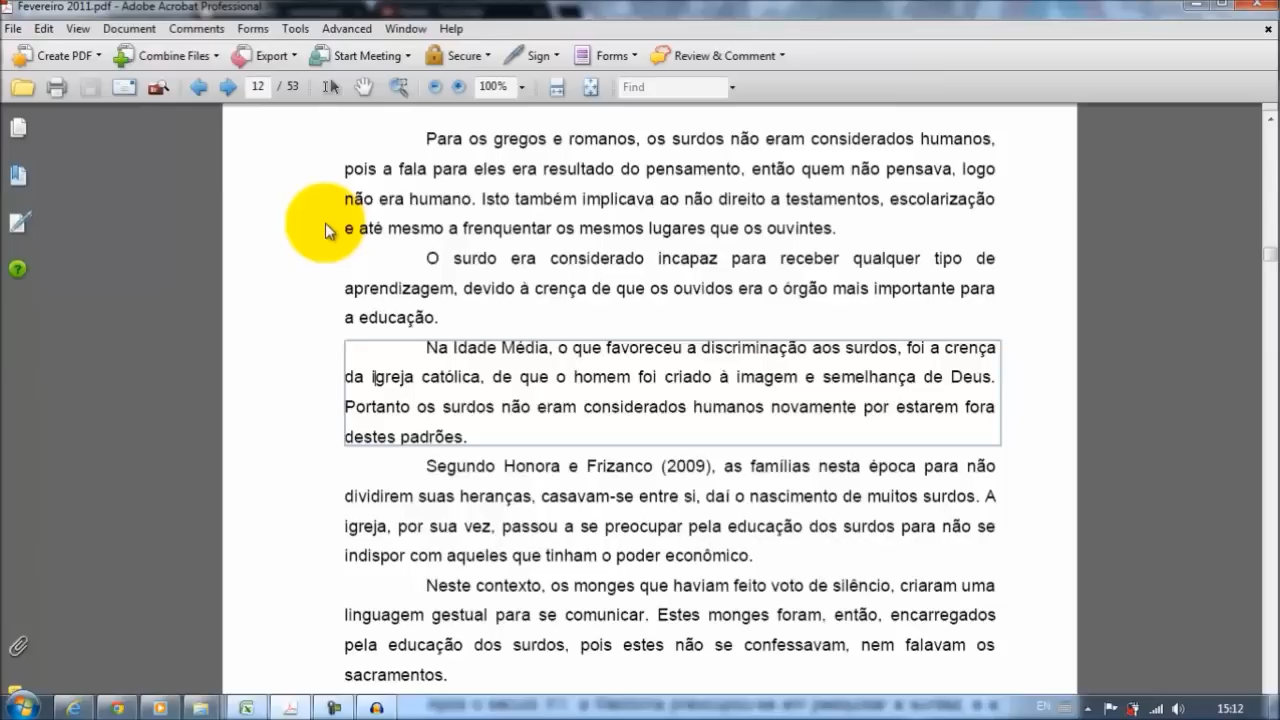 Fevereiro 2011.pdf - Adobe Acrobat Professional
File Edit View Document Comments Forms Tools Advanced Window Help
Create PDF Combine Files Export Start Meeting Secure Sign Forms Review & Comment
12 / 53 100% Find
Para os gregos e romanos, os surdos não eram considerados humanos,
pois a fala para eles era resultado do pensamento, então quem não pensava, logo
não era humano. Isto também implicava ao não direito a testamentos, escolarização
e até mesmo a frenquentar os mesmos lugares que os ouvintes.
O surdo era considerado incapaz para receber qualquer tipo de
aprendizagem, devido à crença de que os ouvidos era o órgão mais importante para
a educação.
Na Idade Média, o que favoreceu a discriminação aos surdos, foi a crença
da igreja católica, de que o homem foi criado à imagem e semelhança de Deus.
Portanto os surdos não eram considerados humanos novamente por estarem fora
destes padrões.
Segundo Honora e Frizanco (2009), as famílias nesta época para não
dividirem suas heranças, casavam-se entre si, daí o nascimento de muitos surdos. A
igreja, por sua vez, passou a se preocupar pela educação dos surdos para não se
indispor com aqueles que tinham o poder econômico.
Neste contexto, os monges que haviam feito voto de silêncio, criaram uma
linguagem gestual para se comunicar. Estes monges foram, então, encarregados
pela educação dos surdos, pois estes não se confessavam, nem falavam os
sacramentos.
EN 15:12